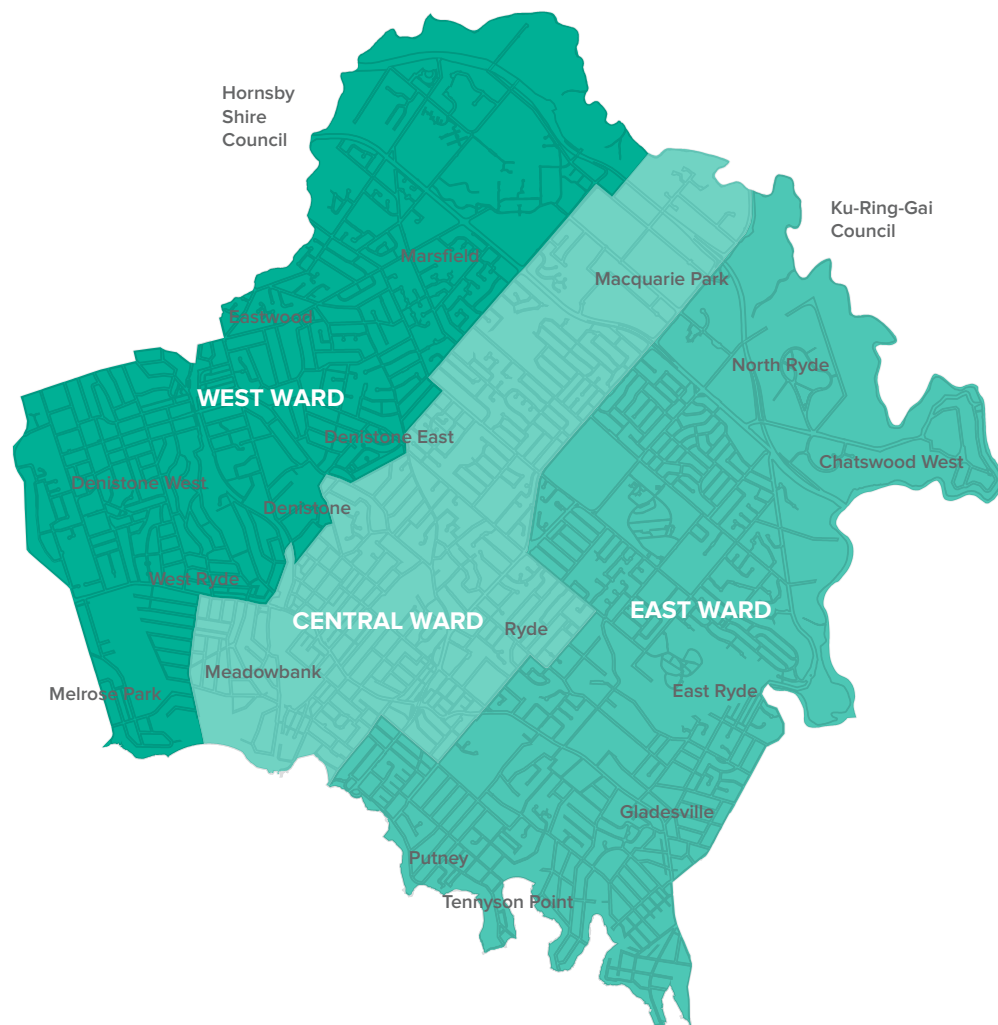 Hornsby
Shire
Council
Ku-Ring-Gai
Council
Marsfield
Macquarie Park
Eastwood
North Ryde
WEST WARD
Denistone East
Chatswood West
Denistone West
Denistone
West Ryde
CENTRAL WARD
EAST WARD
Ryde
Meadowbank
Melrose Park
East Ryde
Gladesville
Putney
Tennyson Point